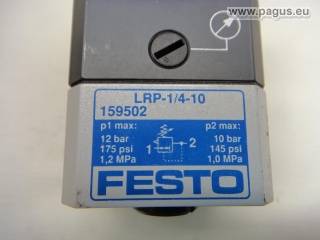 www.pagus.eu
LRP-1/4-10
159502
p1 max: p2 max:
12 bar 10 bar
175 psi 1 2 145 psi
1,2 MPa 1,0 MPa
FESTO